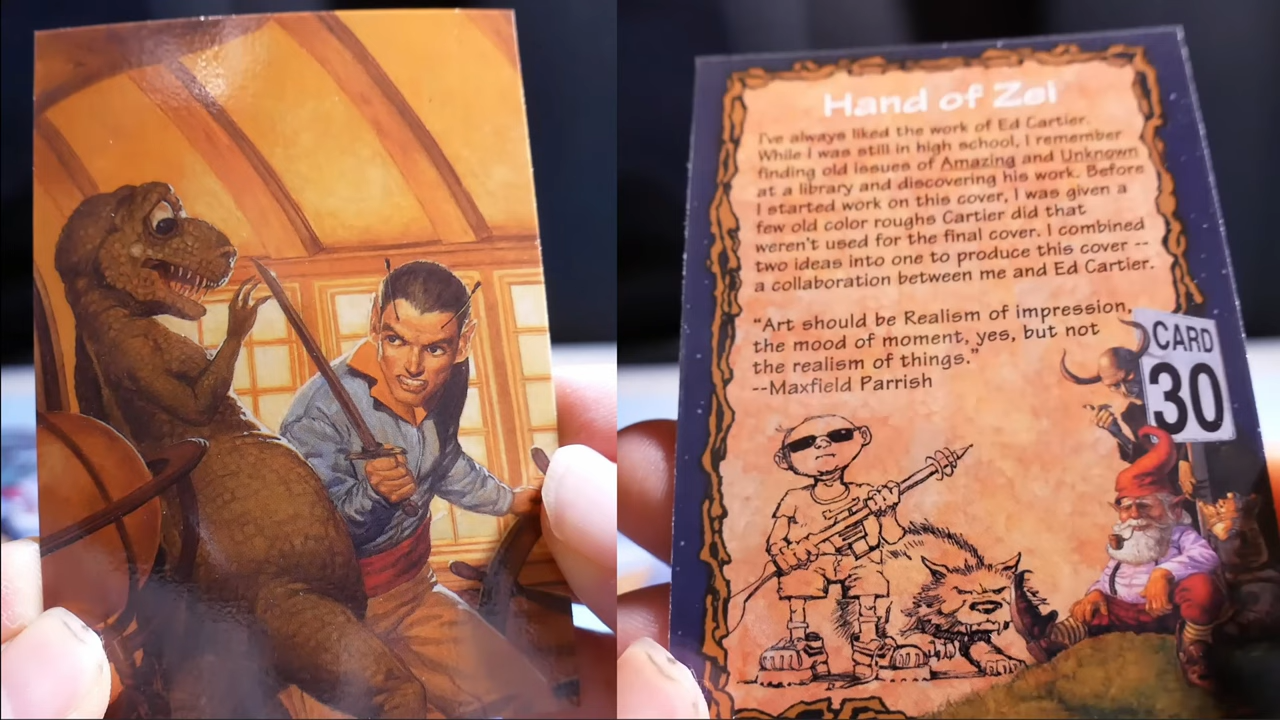 Hand of Zei
I've always liked the work of Ed Cartier.
While I was still in high school, I remember
finding old issues of Amazing and Unknown
at a library and discovering his work. Before
I started work on this cover, I was given a
few old color roughs Cartier did that
weren't used for the final cover. I combined
two ideas into one to produce this cover --
a collaboration between me and Ed Cartier.
"Art should be Realism of impression,
the mood of moment, yes, but not
the realism of things."
--Maxfield Parrish
CARD
30